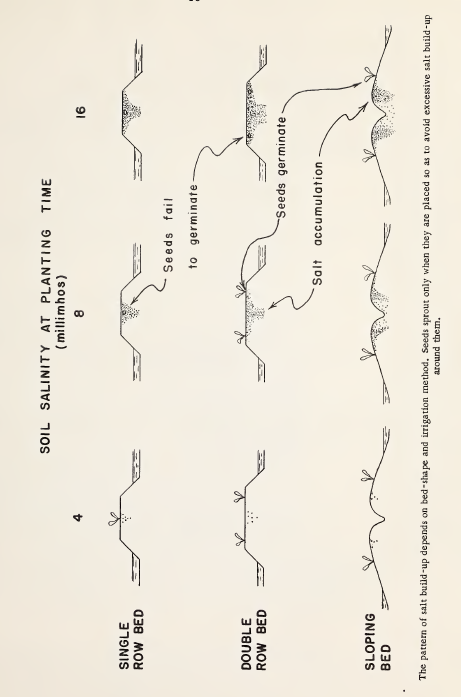 SOIL SALINITY AT PLANTING TIME
(millimhos)
4
8
16
SINGLE
ROW BED
Seeds fail
to germinate
DOUBLE
ROW BED
Seeds germinate
Salt accumulation
SLOPING
BED
The pattern of salt build-up depends on bed-shape and irrigation method. Seeds sprout only when they are placed so as to avoid excessive salt build-up
around them.